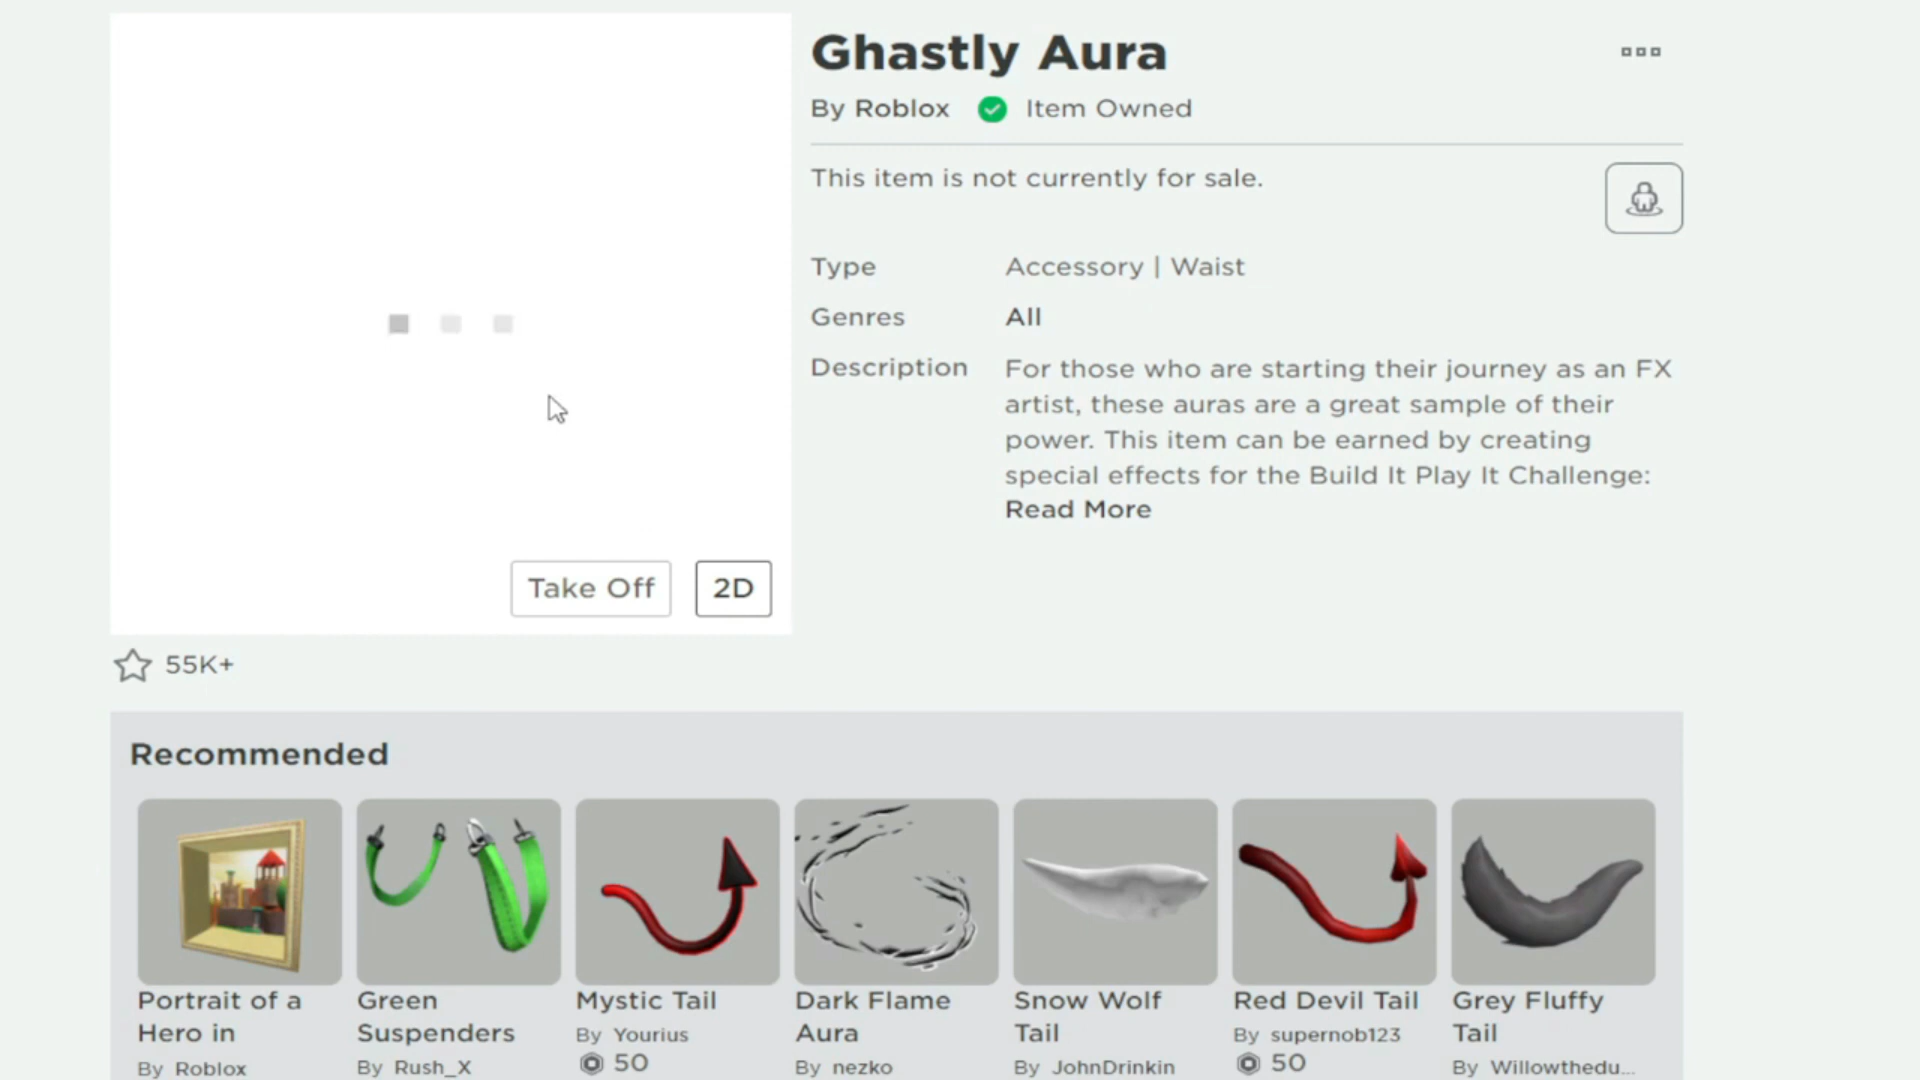 Ghastly Aura
By Roblox Item Owned
This item is not currently for sale.
Type Accessory | Waist
Genres All
Description For those who are starting their journey as an FX
artist, these auras are a great sample of their
power. This item can be earned by creating
special effects for the Build It Play It Challenge:
Read More
Take Off 2D
55K+
Recommended
Portrait of a
Hero in
By Roblox
Green
Suspenders
By Rush_X
Mystic Tail
By Yourius
50
Dark Flame
Aura
By nezko
Snow Wolf
Tail
By JohnDrinkin
Red Devil Tail
By supernob123
50
Grey Fluffy
Tail
By Willowthedu...